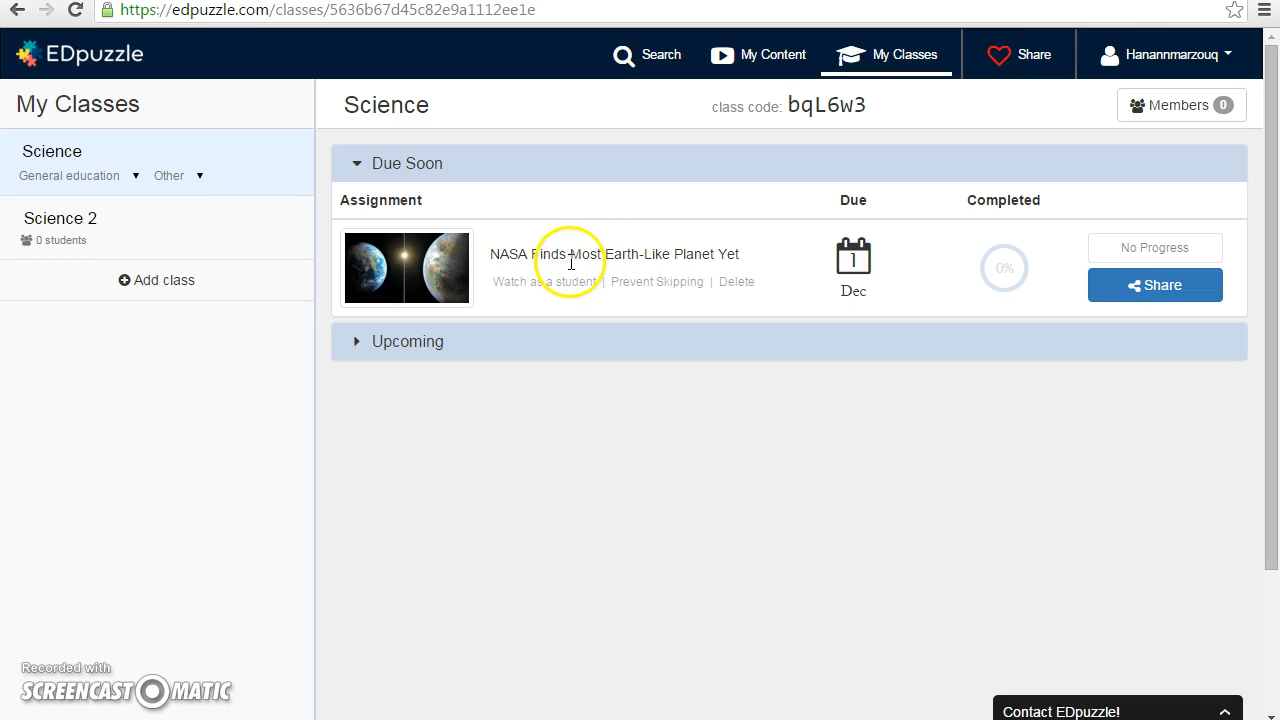 https://edpuzzle.com/classes/5636b67d45c82e9a1112ee1e
EDpuzzle
Search
My Content
My Classes
Share
Hanannmarzouq
My Classes
Science
class code: bqL6w3
Members 0
Science
General education
Other
Science 2
0 students
Add class
Due Soon
Assignment
Due
Completed
NASA Finds Most Earth-Like Planet Yet
Watch as a student | Prevent Skipping | Delete
1
Dec
0%
No Progress
Share
Upcoming
Recorded with
SCREENCAST O MATIC
Contact EDpuzzle!